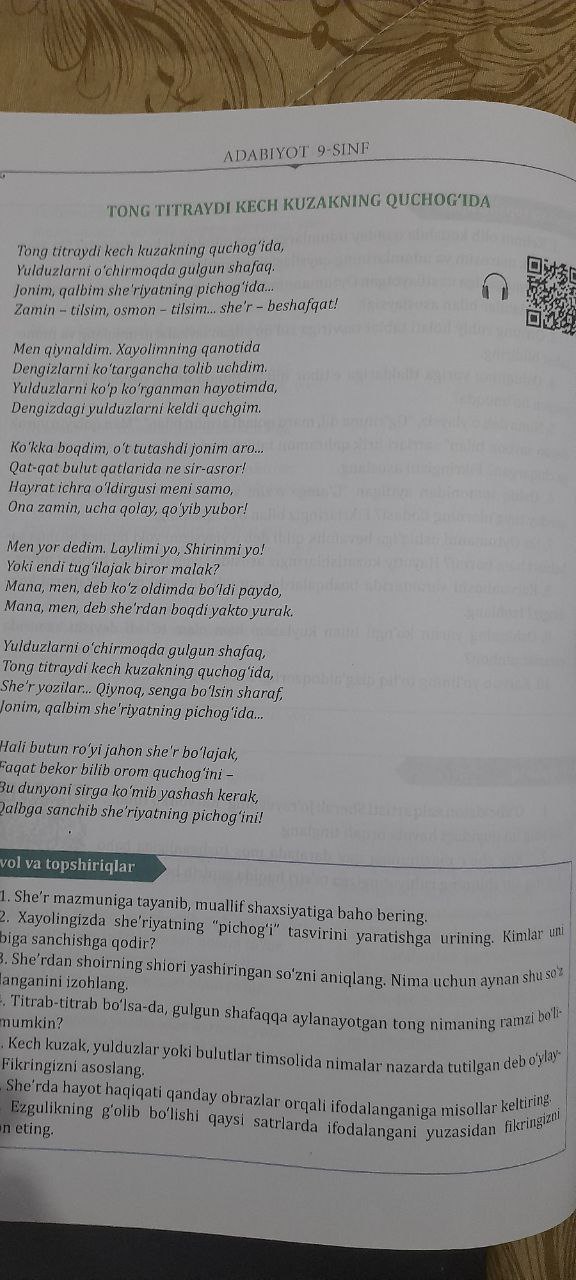 ADABIYOT 9-SINF
TONG TITRAYDI KECH KUZAKNING QUCHOG‘IDA
Tong titraydi kech kuzakning quchog‘ida,
Yulduzlarni o‘chirmoqda gulgun shafaq.
Jonim, qalbim she'riyatning pichog‘ida...
Zamin – tilsim, osmon – tilsim... she’r – beshafqat!
Men qiynaldim. Xayolimning qanotida
Dengizlarni ko‘targancha tolib uchdim.
Yulduzlarni ko‘p ko‘rganman hayotimda,
Dengizdagi yulduzlarni keldi quchgim.
Ko‘kka boqdim, o‘t tutashdi jonim aro...
Qat-qat bulut qatlarida ne sir-asror!
Hayrat ichra o‘ldirgusi meni samo,
Ona zamin, ucha qolay, qo‘yib yubor!
Men yor dedim. Laylimi yo, Shirinmi yo!
Yoki endi tug‘ilajak biror malak?
Mana, men, deb ko‘z oldimda bo‘ldi paydo,
Mana, men, deb she'rdan boqdi yakto yurak.
Yulduzlarni o‘chirmoqda gulgun shafaq,
Tong titraydi kech kuzakning quchog‘ida,
She’r yozilar... Qiynoq, senga bo‘lsin sharaf,
Jonim, qalbim she'riyatning pichog‘ida...
Hali butun ro‘yi jahon she'r bo‘lajak,
Faqat bekor bilib orom quchog‘ini –
Bu dunyoni sirga ko‘mib yashash kerak,
Qalbga sanchib she’riyatning pichog‘ini!
vol va topshiriqlar
1. She’r mazmuniga tayanib, muallif shaxsiyatiga baho bering.
2. Xayolingizda she’riyatning “pichog‘i” tasvirini yaratishga urining. Kimlar uni
biga sanchishga qodir?
3. She’rdan shoirning shiori yashiringan so‘zni aniqlang. Nima uchun aynan shu so‘z
langanini izohlang.
. Titrab-titrab bo‘lsa-da, gulgun shafaqqa aylanayotgan tong nimaning ramzi bo‘li-
mumkin?
. Kech kuzak, yulduzlar yoki bulutlar timsolida nimalar nazarda tutilgan deb o‘ylay-
Fikringizni asoslang.
. She’rda hayot haqiqati qanday obrazlar orqali ifodalanganiga misollar keltiring.
Ezgulikning g‘olib bo‘lishi qaysi satrlarda ifodalangani yuzasidan fikringizni
n eting.